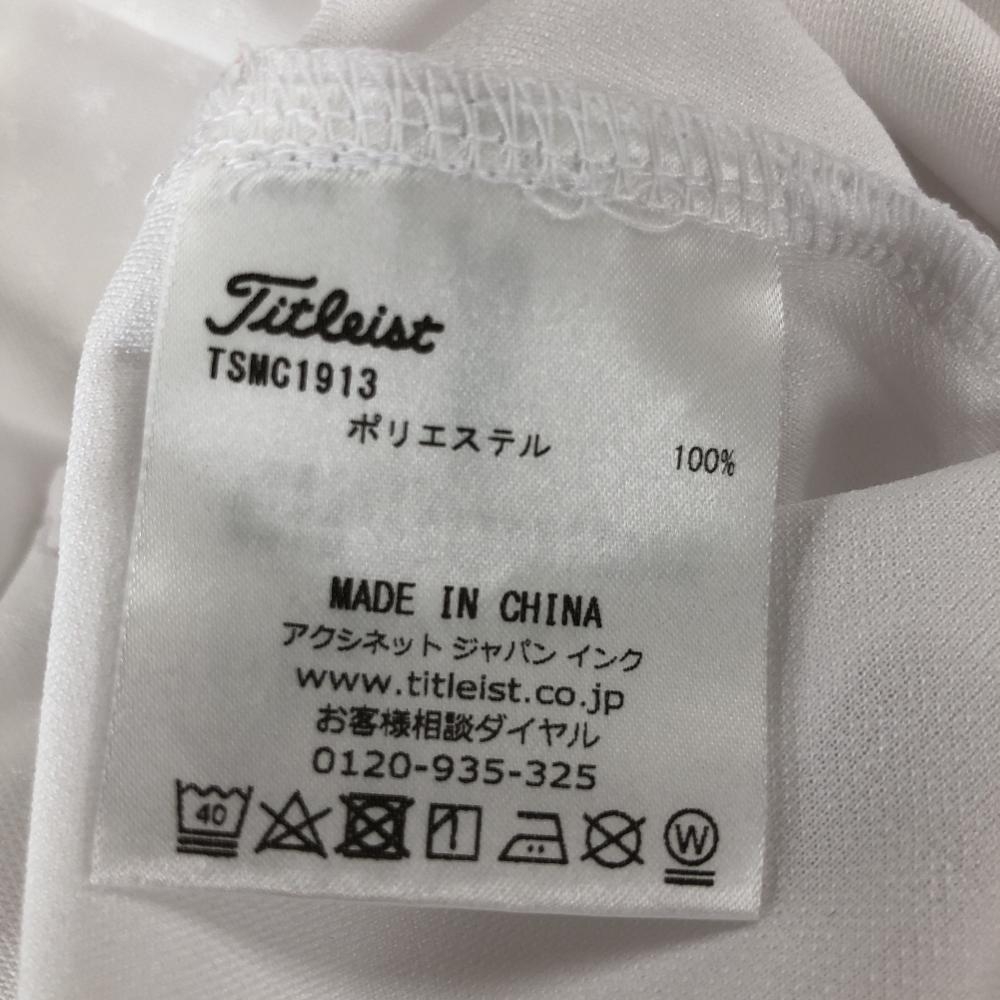 Titleist
TSMC1913
ポリエステル 100%
MADE IN CHINA
アクシネット ジャパン インク
www.titleist.co.jp
お客様相談ダイヤル
0120-935-325
40 W